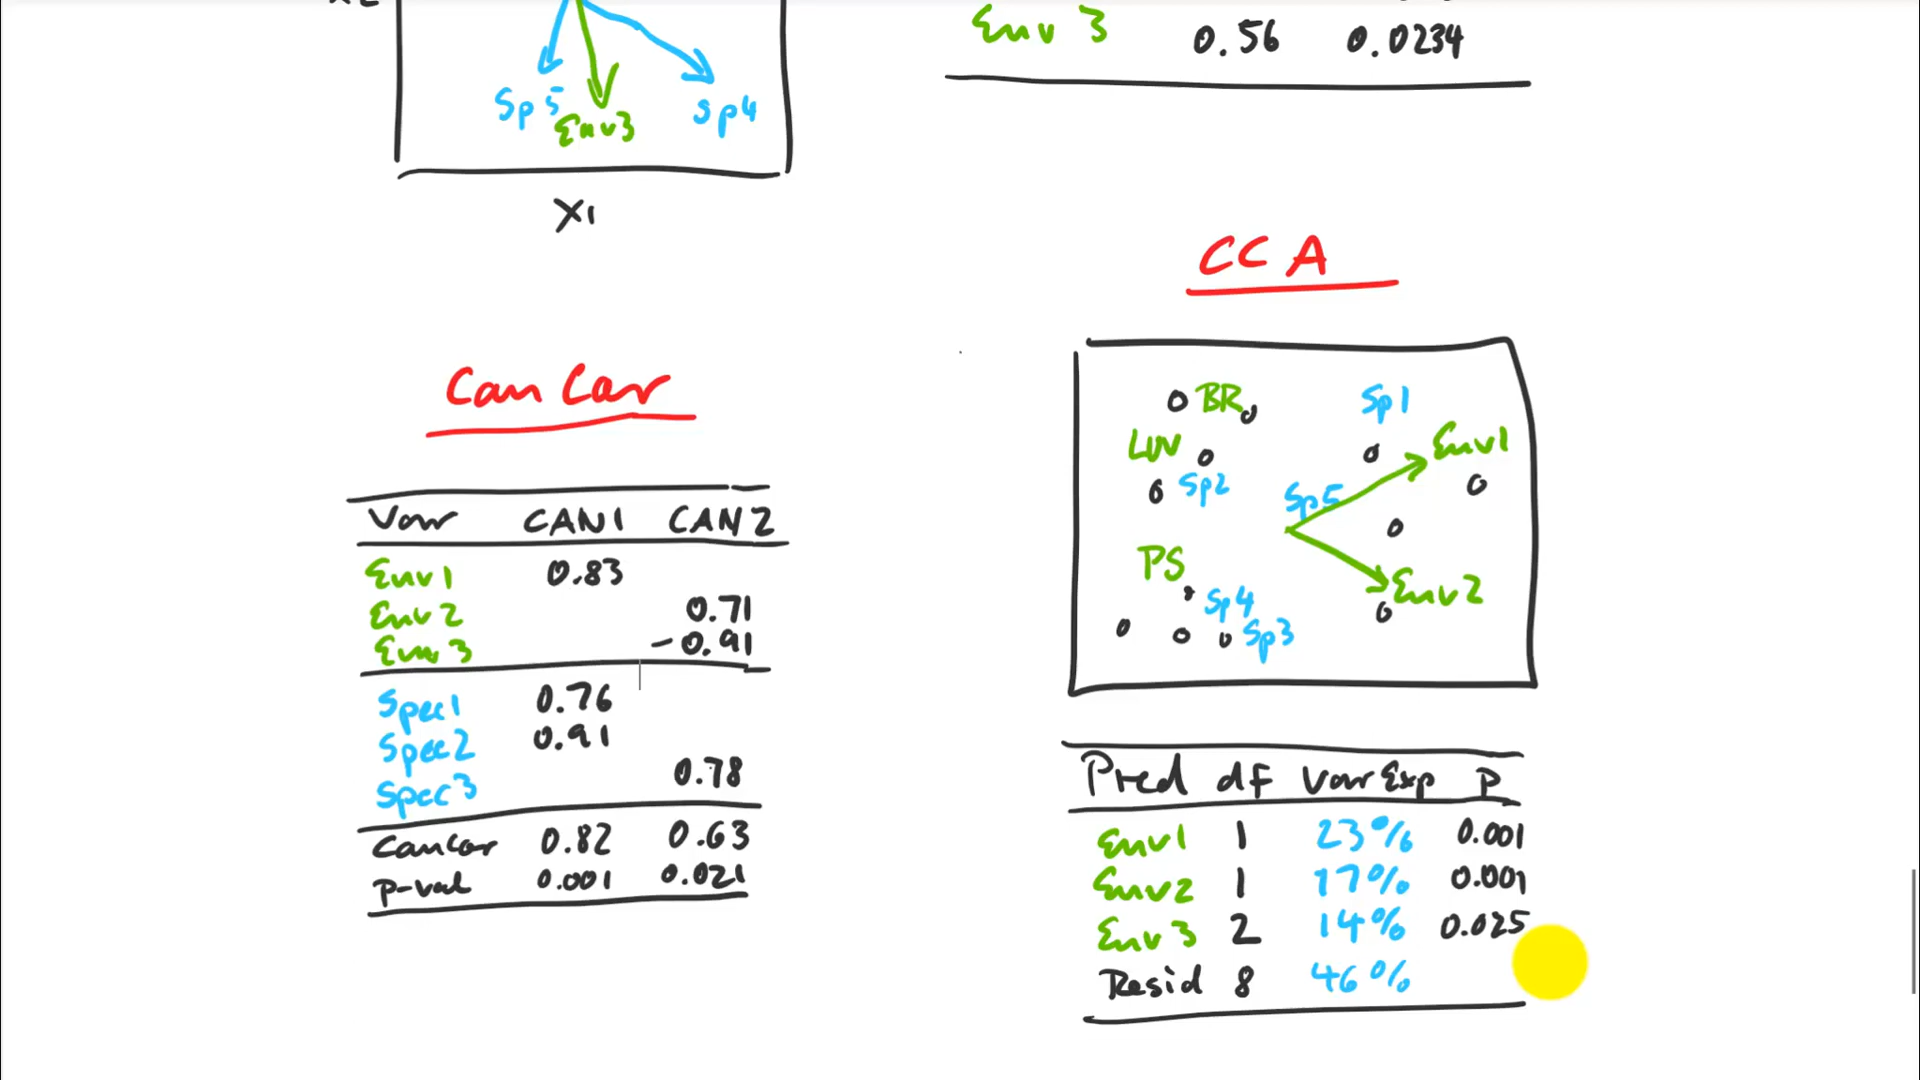 Env 3 0.56 0.0234
Sp5 Env3 Sp4
X1
CCA
CanCor
BR Sp1
LUV Env1
Sp2 Sp5
PS Env2
Sp4
Sp3
Var CAN1 CAN2
Env1 0.83
Env2 0.71
Env3 -0.91
Spec1 0.76
Spec2 0.91
Spec3 0.78
CanCor 0.82 0.63
p-val 0.001 0.021
Pred df VarExp P
Env1 1 23% 0.001
Env2 1 17% 0.001
Env3 2 14% 0.025
Resid 8 46%